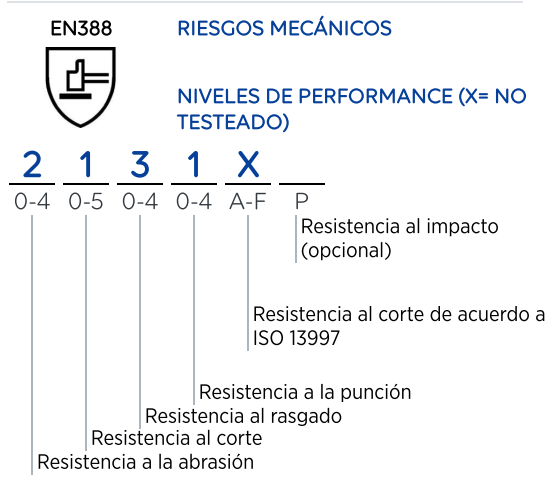 EN388
RIESGOS MECÁNICOS
NIVELES DE PERFORMANCE (X= NO
TESTEADO)
2 1 3 1 X
0-4 0-5 0-4 0-4 A-F P
Resistencia al impacto
(opcional)
Resistencia al corte de acuerdo a
ISO 13997
Resistencia a la punción
Resistencia al rasgado
Resistencia al corte
Resistencia a la abrasión